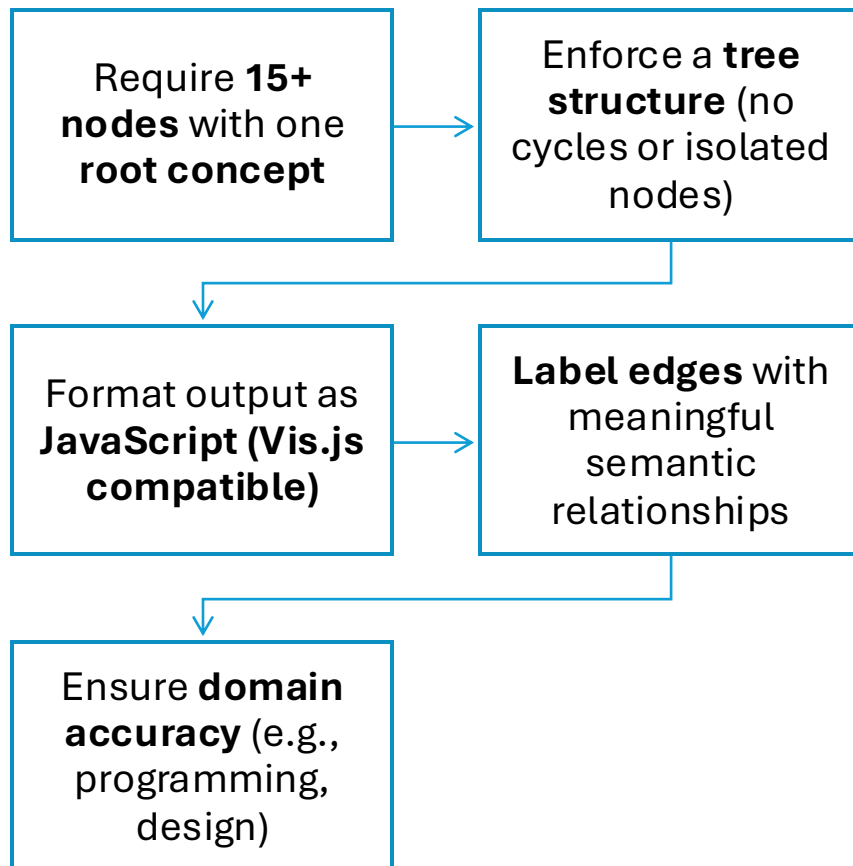 Require 15+
nodes with one
root concept
Enforce a tree
structure (no
cycles or isolated
nodes)
Format output as
JavaScript (Vis.js
compatible)
Label edges with
meaningful
semantic
relationships
Ensure domain
accuracy (e.g.,
programming,
design)